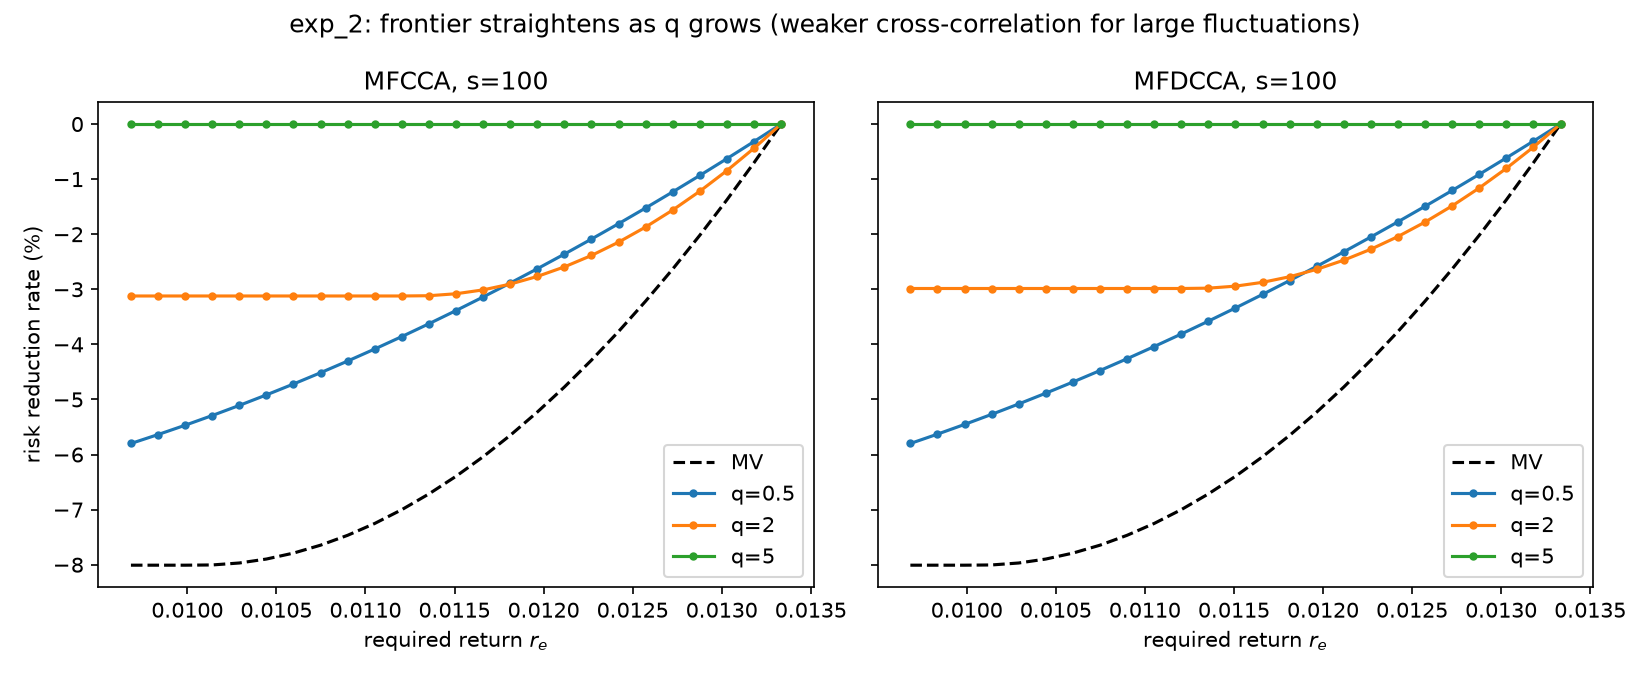 exp_2: frontier straightens as q grows (weaker cross-correlation for large fluctuations)
MFCCA, s=100
risk reduction rate (%)
0
−1
−2
−3
−4
−5
−6
−7
−8
0.0100 0.0105 0.0110 0.0115 0.0120 0.0125 0.0130 0.0135
required return rₑ
MV
q=0.5
q=2
q=5
MFDCCA, s=100
0.0100 0.0105 0.0110 0.0115 0.0120 0.0125 0.0130 0.0135
required return rₑ
MV
q=0.5
q=2
q=5